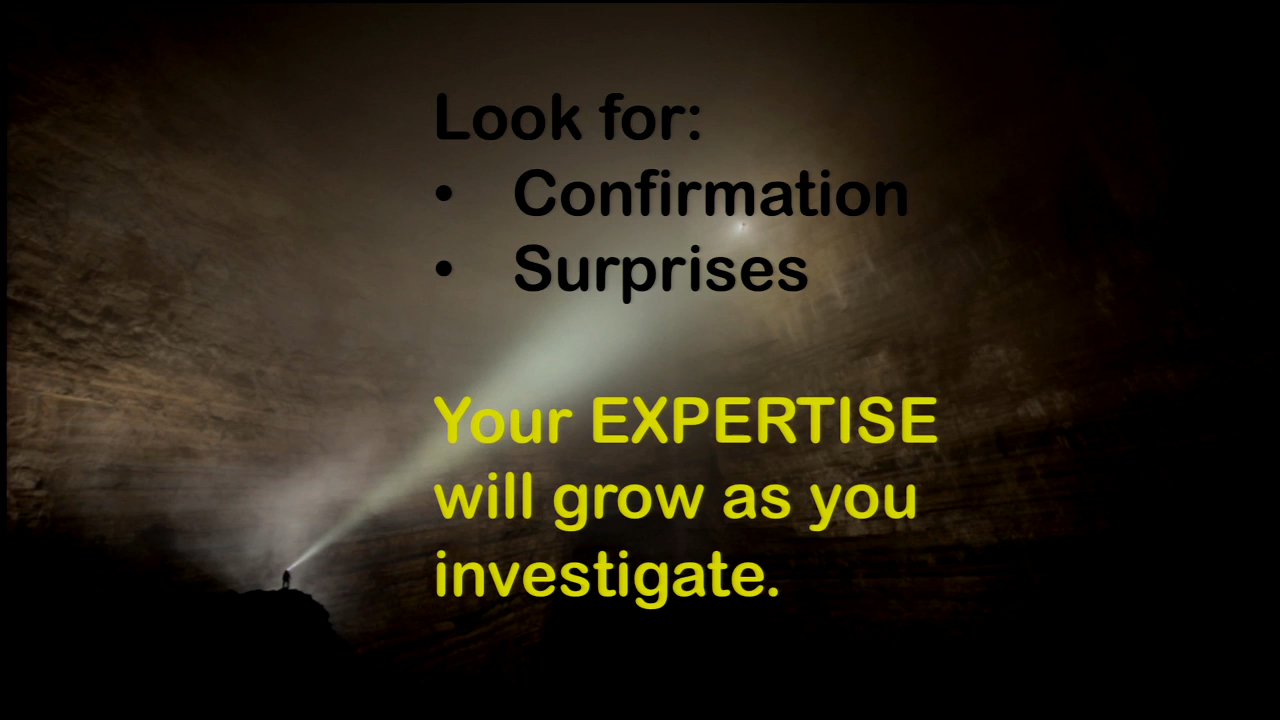 Look for:
• Confirmation
• Surprises
Your EXPERTISE
will grow as you
investigate.